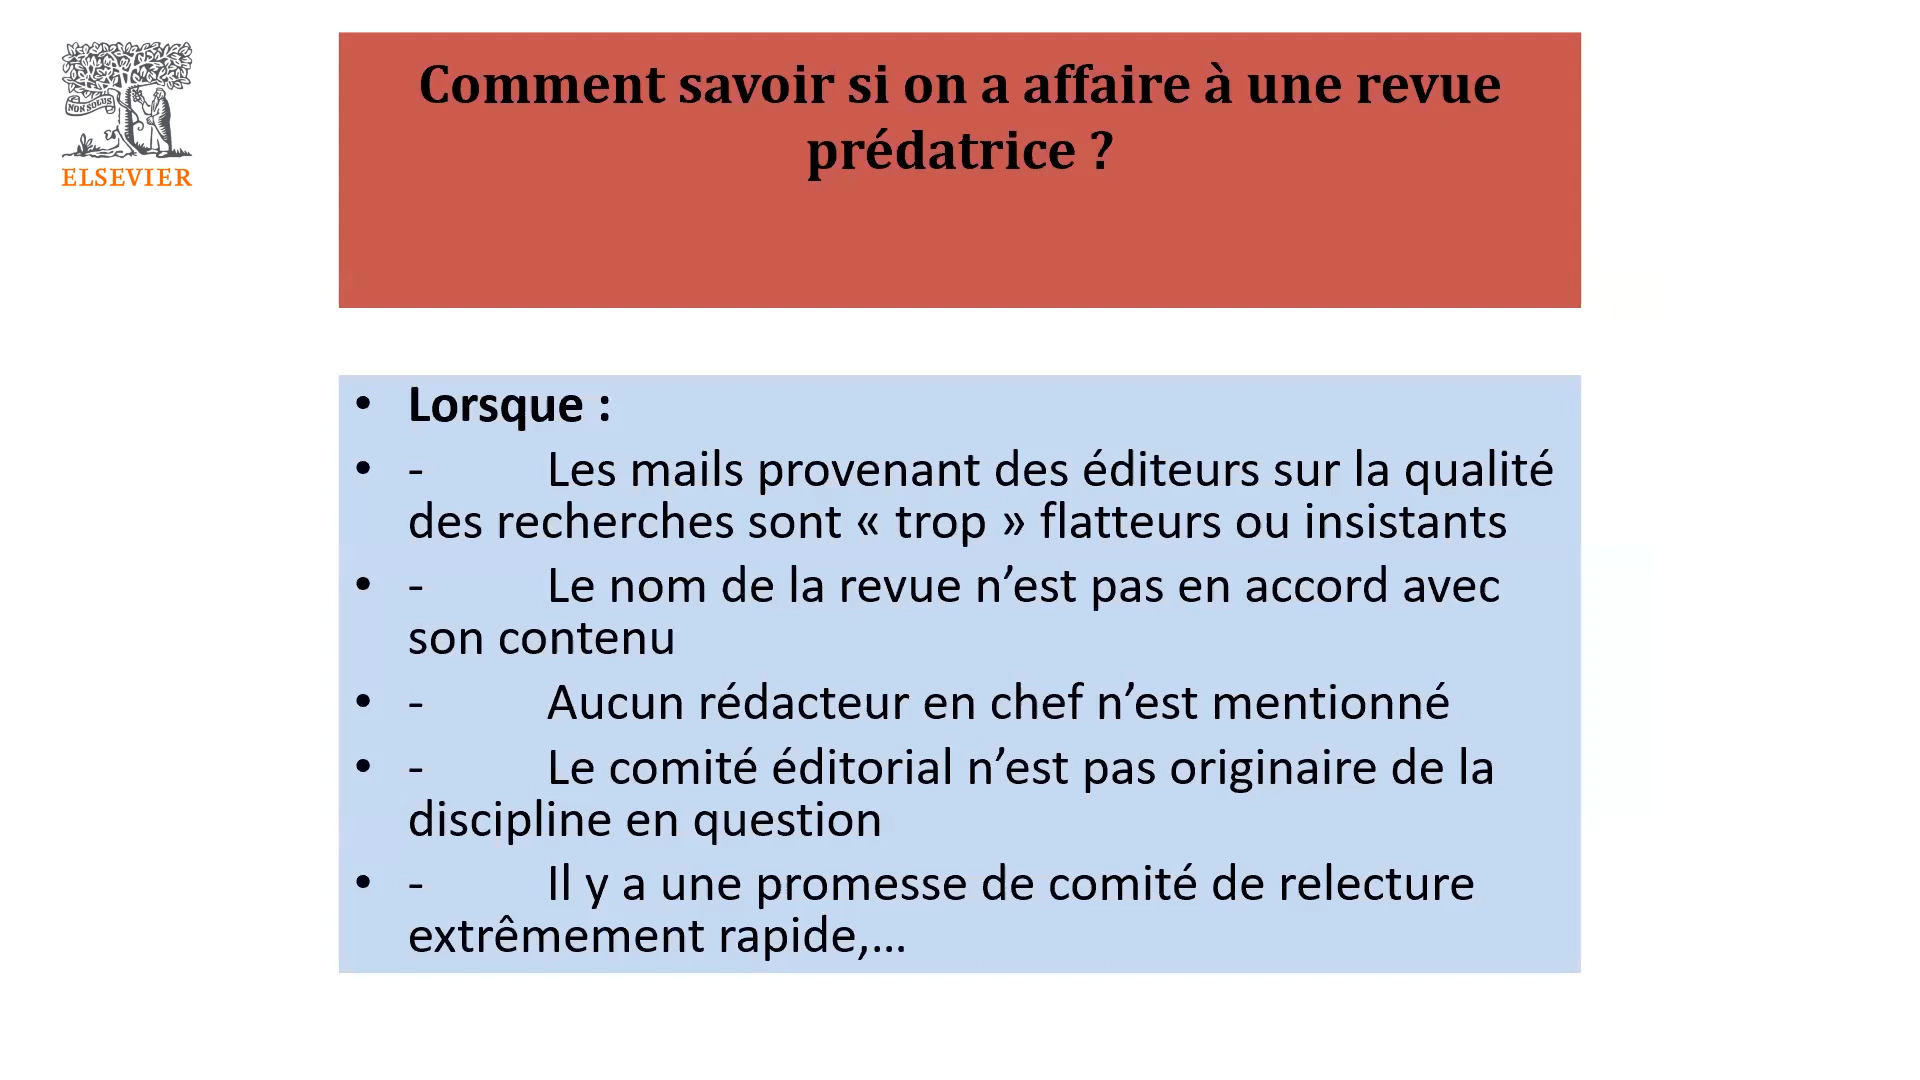 NON SOLUS
ELSEVIER
Comment savoir si on a affaire à une revue
prédatrice ?
• Lorsque :
• - Les mails provenant des éditeurs sur la qualité
des recherches sont « trop » flatteurs ou insistants
• - Le nom de la revue n’est pas en accord avec
son contenu
• - Aucun rédacteur en chef n’est mentionné
• - Le comité éditorial n’est pas originaire de la
discipline en question
• - Il y a une promesse de comité de relecture
extrêmement rapide,…